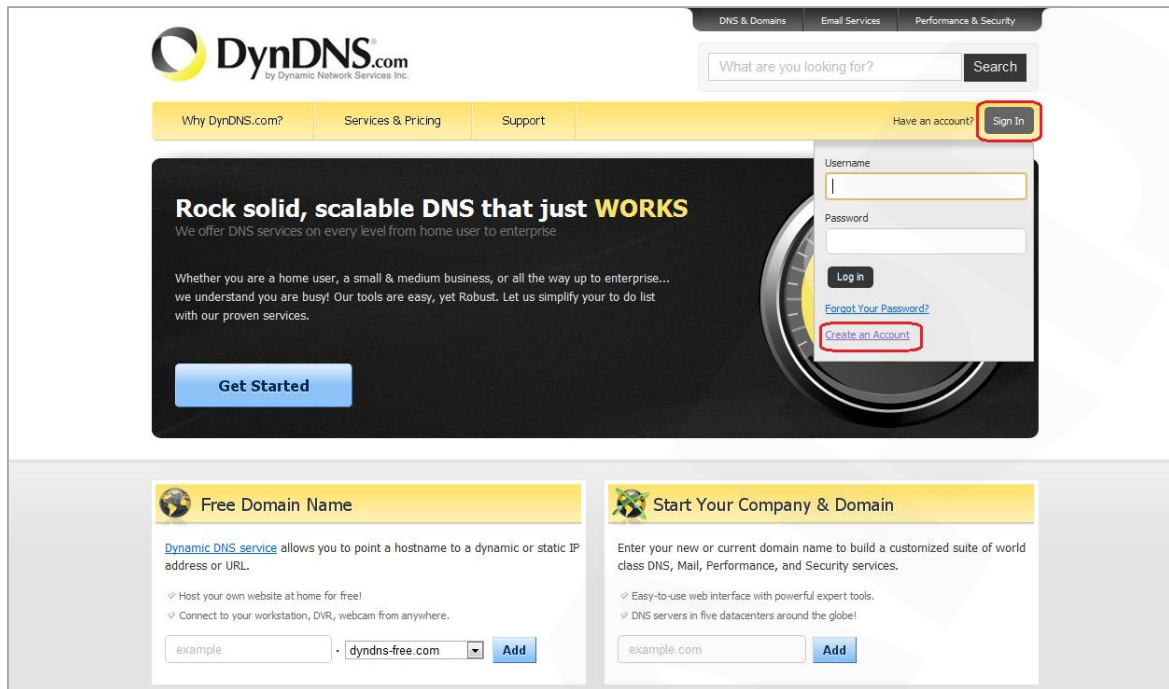 DNS & Domains Email Services Performance & Security
DynDNS.com
by Dynamic Network Services Inc.
What are you looking for? Search
Why DynDNS.com? Services & Pricing Support Have an account? Sign In
Username
Password
Log in
Forgot Your Password?
Create an Account
Rock solid, scalable DNS that just WORKS
We offer DNS services on every level from home user to enterprise
Whether you are a home user, a small & medium business, or all the way up to enterprise...
we understand you are busy! Our tools are easy, yet Robust. Let us simplify your to do list
with our proven services.
Get Started
Free Domain Name
Dynamic DNS service allows you to point a hostname to a dynamic or static IP
address or URL.
Host your own website at home for free!
Connect to your workstation, DVR, webcam from anywhere.
example . dyndns-free.com Add
Start Your Company & Domain
Enter your new or current domain name to build a customized suite of world
class DNS, Mail, Performance, and Security services.
Easy-to-use web interface with powerful expert tools.
DNS servers in five datacenters around the globe!
example.com Add